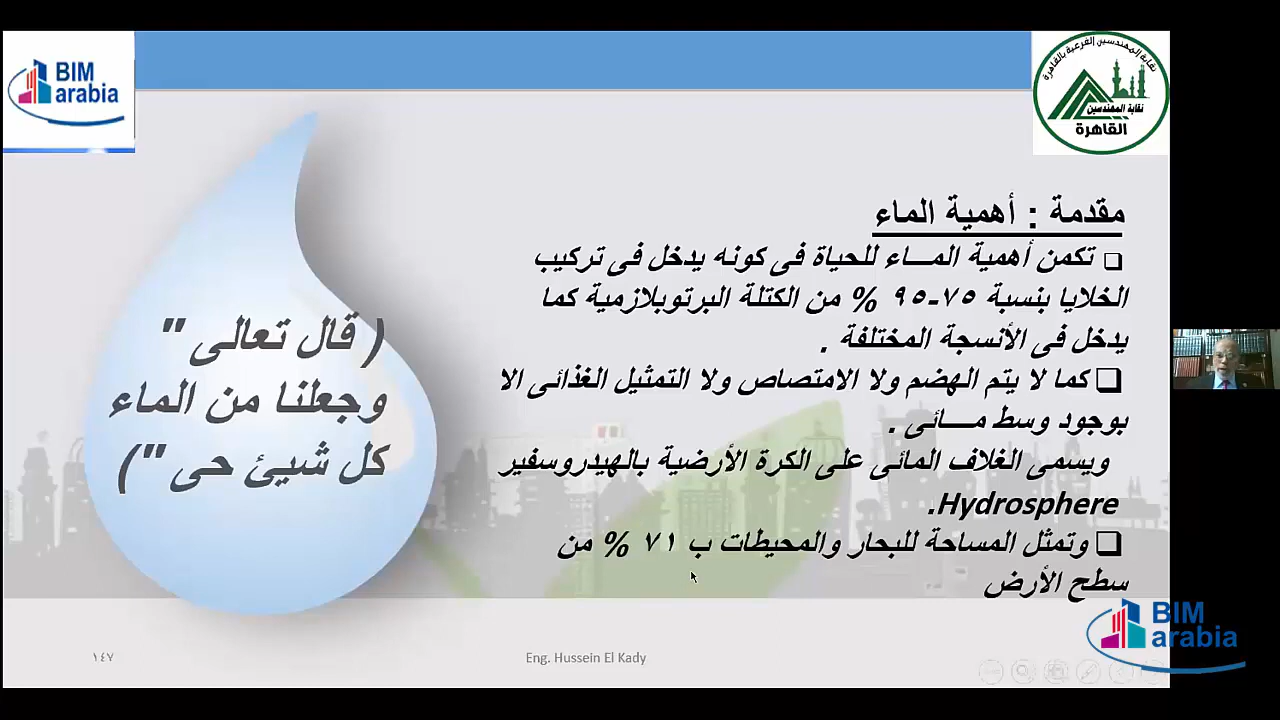 BIM
arabia
نقابة المهندسين الفرعية بالقاهرة
نقابة المهندسين
القاهرة
مقدمة : أهمية الماء
تكمن أهمية المـــاء للحياة فى كونه يدخل فى تركيب
الخلايا بنسبة ٧٥-٩٥ % من الكتلة البرتوبلازمية كما
يدخل فى الأنسجة المختلفة .
كما لا يتم الهضم ولا الامتصاص ولا التمثيل الغذائى الا
بوجود وسط مـــائى .
ويسمى الغلاف المائى على الكرة الأرضية بالهيدروسفير
Hydrosphere.
وتمثل المساحة للبحار والمحيطات ب ٧١ % من
سطح الأرض
( قال تعالى "
وجعلنا من الماء
كل شيئ حى ")
١٤٧
Eng. Hussein El Kady
BIM
arabia